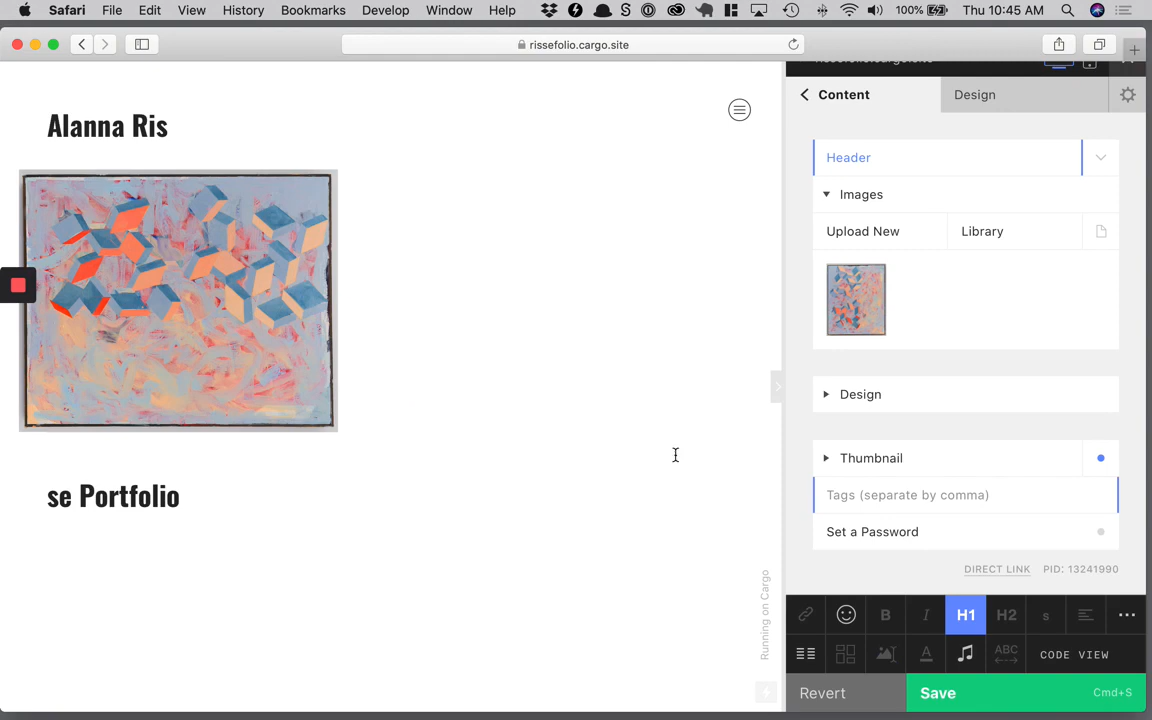 Safari File Edit View History Bookmarks Develop Window Help S 100% Thu 10:45 AM
rissefolio.cargo.site
Content Design
Alanna Ris
Header
Images
Upload New Library
Design
Thumbnail
Tags (separate by comma)
se Portfolio
Set a Password
DIRECT LINK PID: 13241990
Running on Cargo
B I H1 H2 s
A ABC CODE VIEW
Revert Save Cmd+S